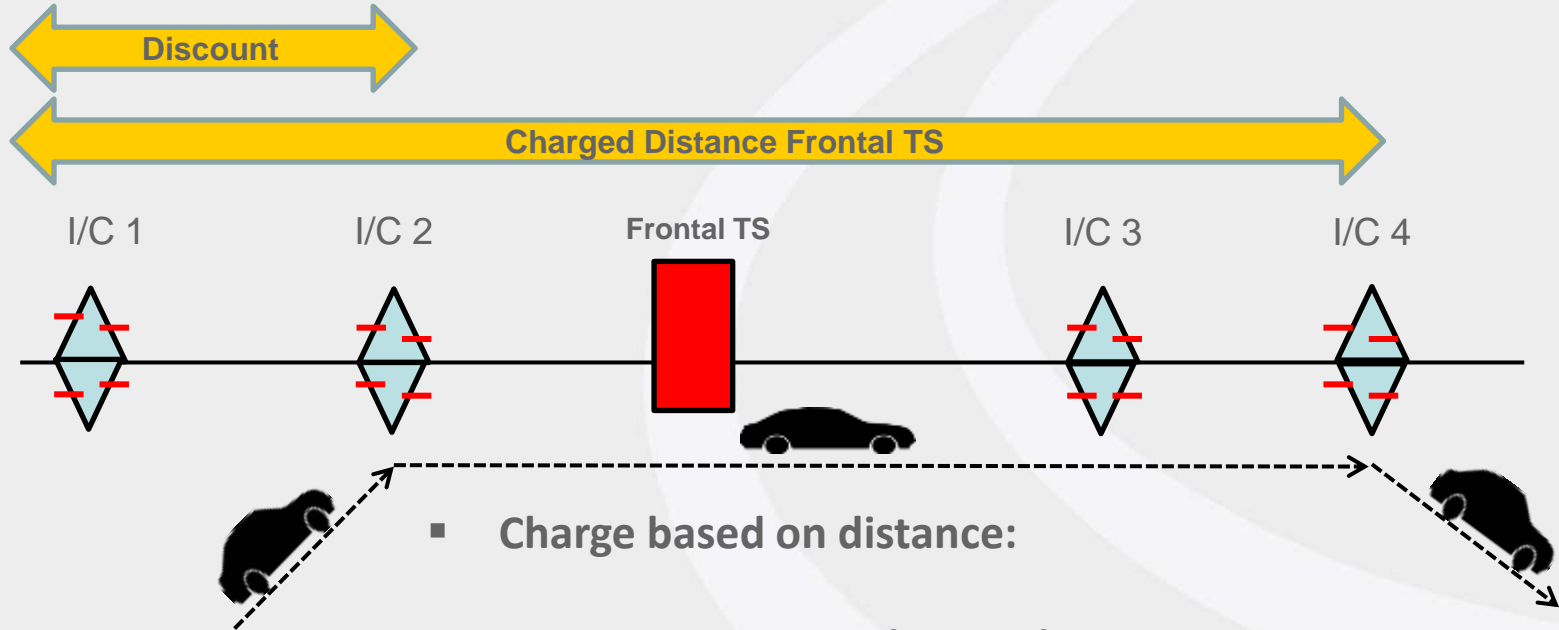 Discount
Charged Distance Frontal TS
I/C 1 I/C 2 Frontal TS I/C 3 I/C 4
▪ Charge based on distance: